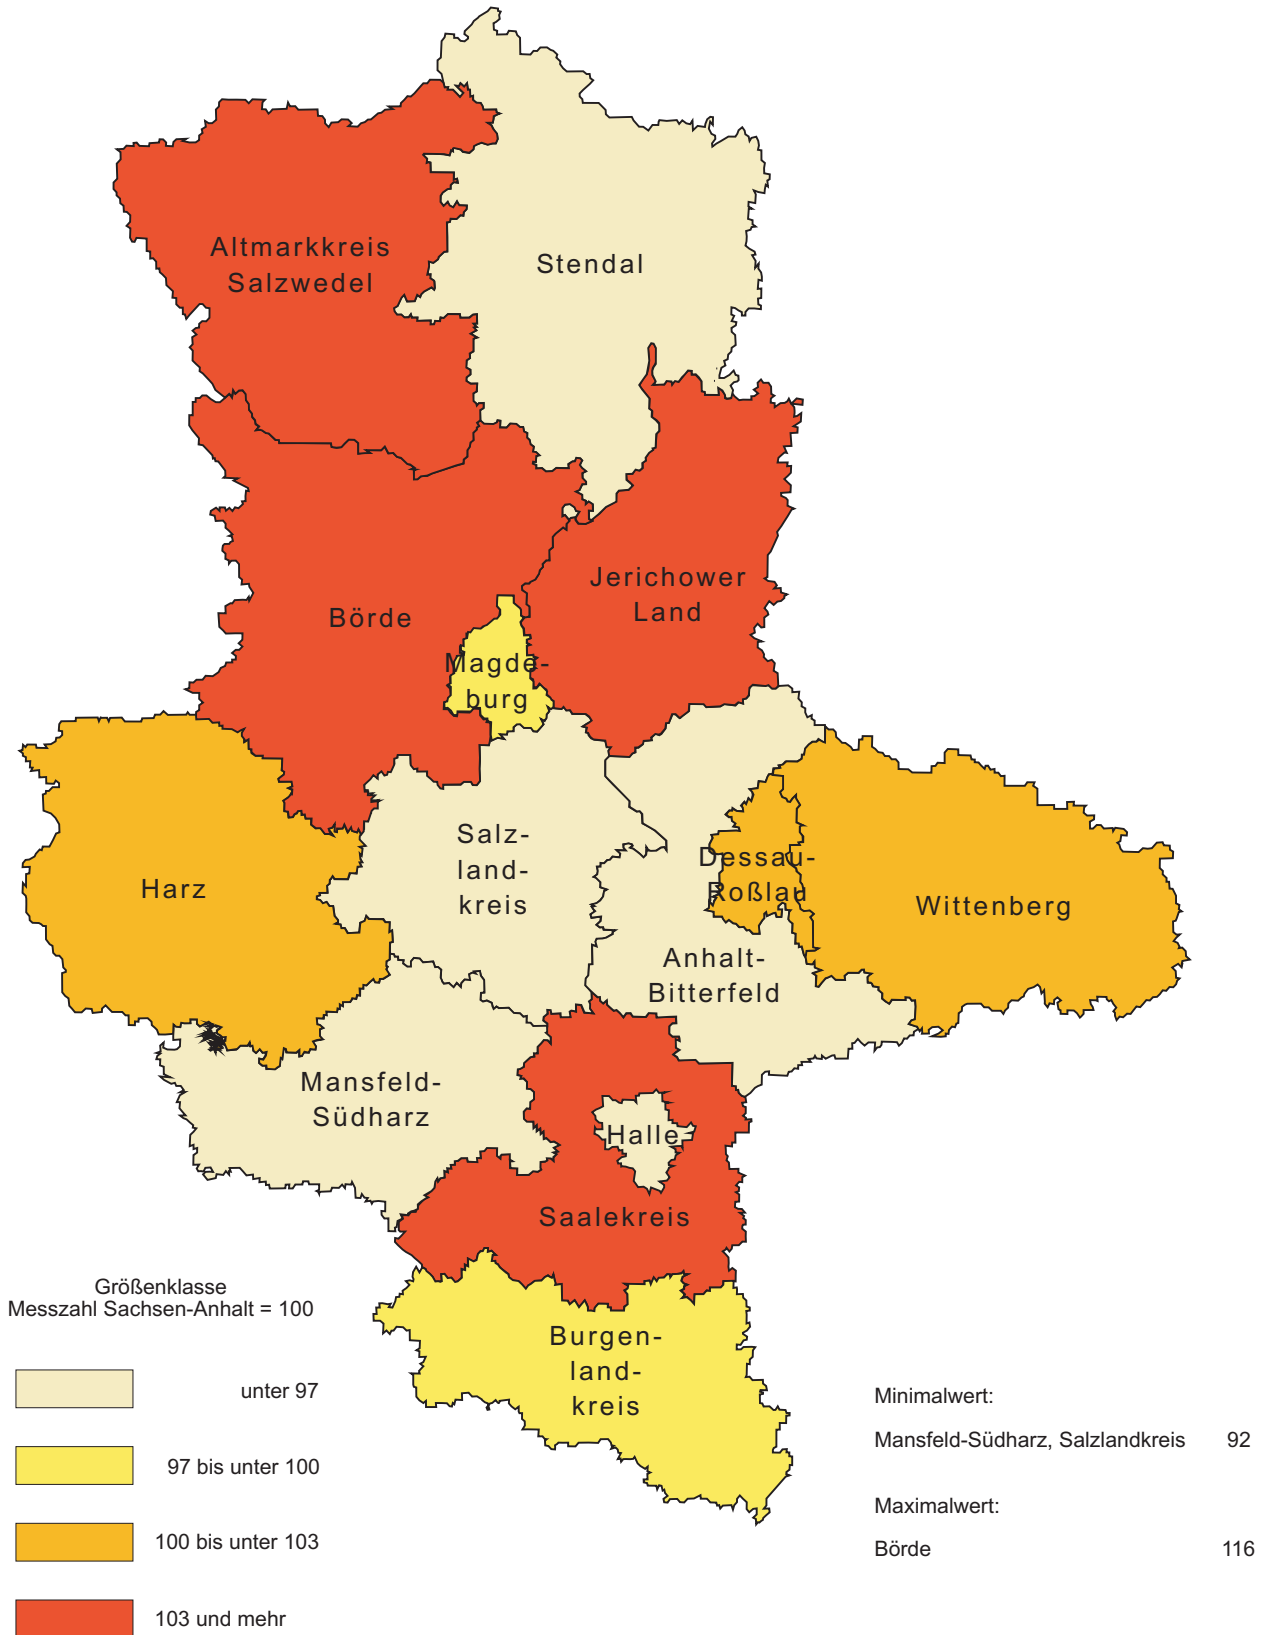 Altmarkkreis
Salzwedel
Stendal
Jerichower
Land
Börde
Magde-
burg
Salz-
land-
kreis
Dessau-
Roßlau
Harz
Wittenberg
Anhalt-
Bitterfeld
Mansfeld-
Südharz
Halle
Saalekreis
Burgen-
land-
kreis
Größenklasse
Messzahl Sachsen-Anhalt = 100
unter 97
97 bis unter 100
100 bis unter 103
103 und mehr
Minimalwert:
Mansfeld-Südharz, Salzlandkreis 92
Maximalwert:
Börde 116